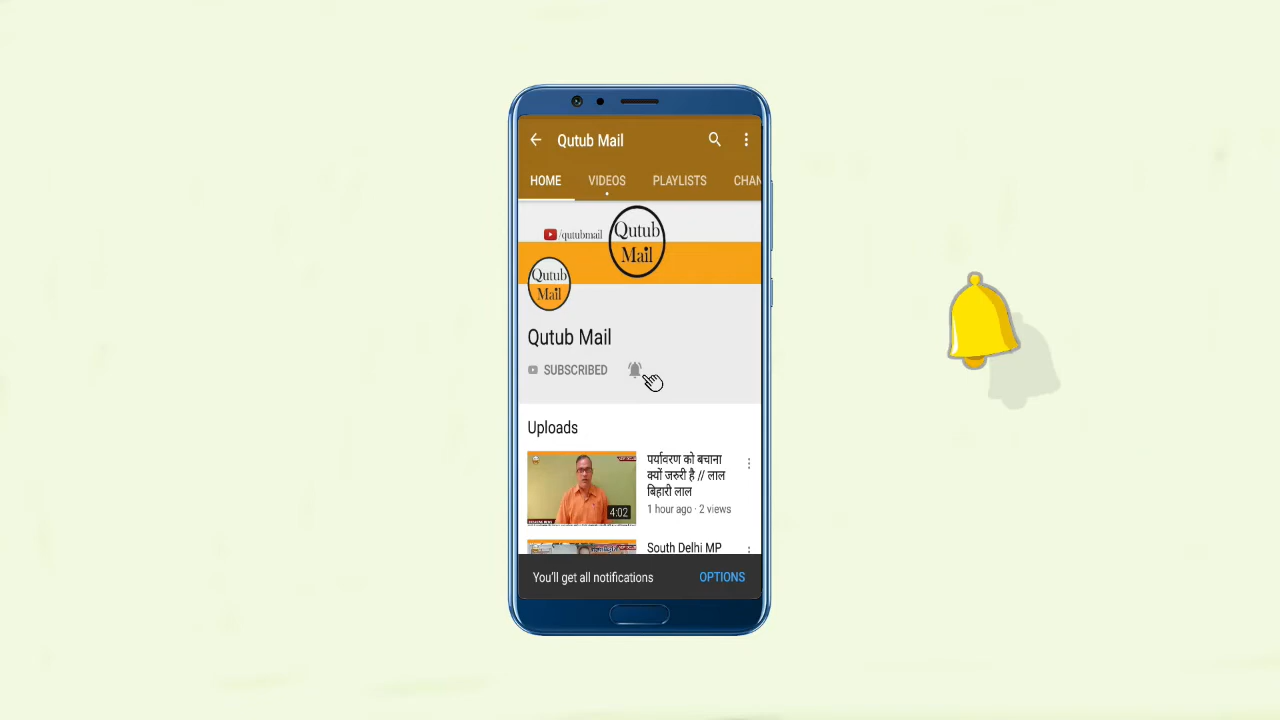 Qutub Mail
HOME VIDEOS PLAYLISTS CHAN
/qutubmail
Qutub
Mail
Qutub
Mail
Qutub Mail
SUBSCRIBED
Uploads
पर्यावरण को बचाना
क्यों जरुरी है // लाल
बिहारी लाल
1 hour ago · 2 views
4:02
South Delhi MP
You'll get all notifications OPTIONS